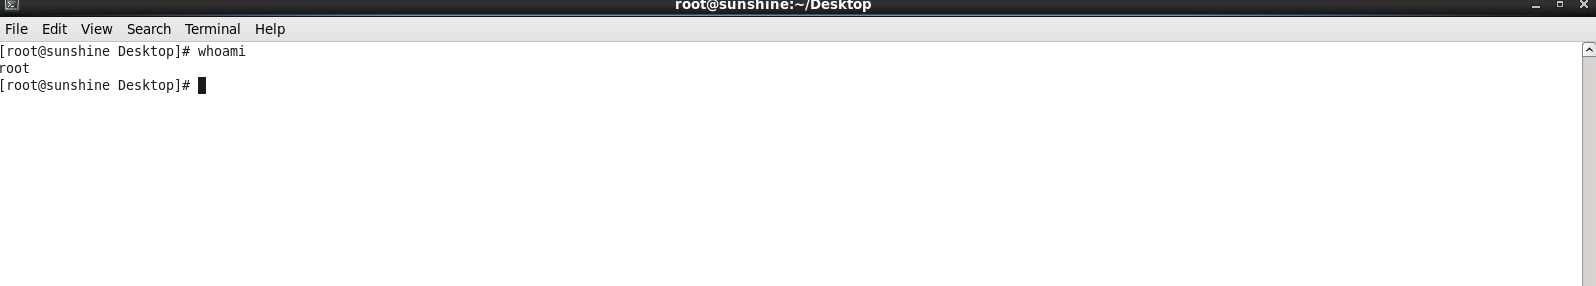 root@sunshine:~/Desktop
File Edit View Search Terminal Help
[root@sunshine Desktop]# whoami
root
[root@sunshine Desktop]#